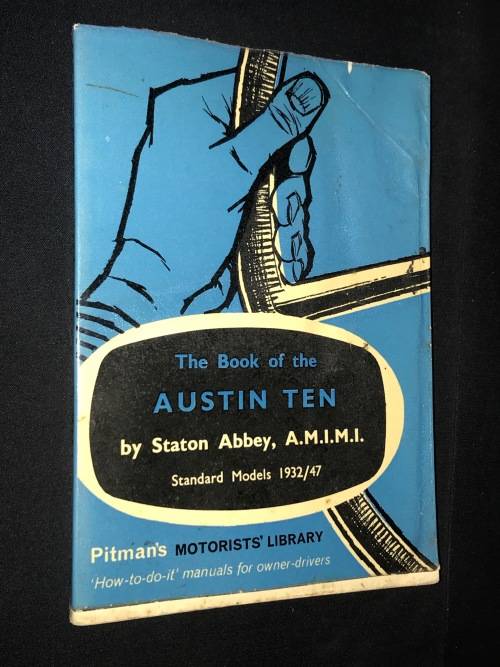 The Book of the
AUSTIN TEN
by Staton Abbey, A.M.I.M.I.
Standard Models 1932/47
Pitman's MOTORISTS' LIBRARY
'How-to-do-it' manuals for owner-drivers